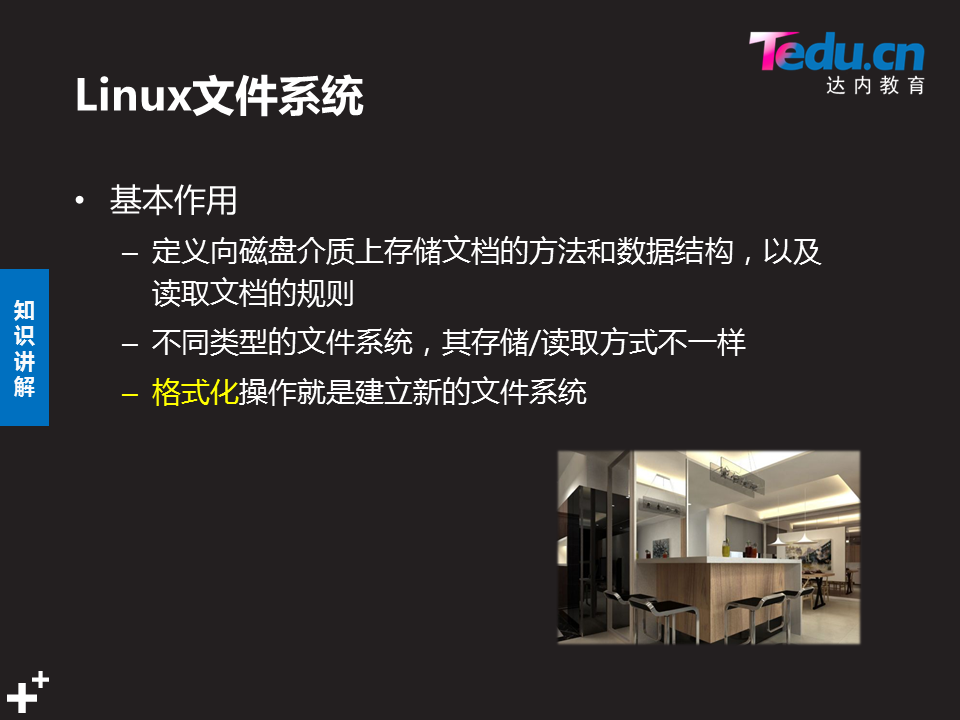 Tedu.cn
达内教育
Linux文件系统
• 基本作用
– 定义向磁盘介质上存储文档的方法和数据结构，以及
读取文档的规则
– 不同类型的文件系统，其存储/读取方式不一样
– 格式化操作就是建立新的文件系统
知
识
讲
解